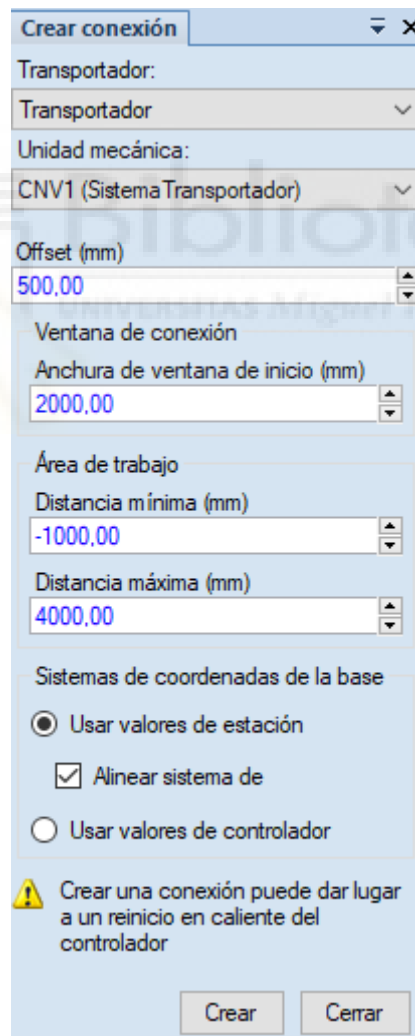 Crear conexión
Transportador:
Transportador
Unidad mecánica:
CNV1 (SistemaTransportador)
Offset (mm)
500,00
Ventana de conexión
Anchura de ventana de inicio (mm)
2000,00
Área de trabajo
Distancia mínima (mm)
-1000,00
Distancia máxima (mm)
4000,00
Sistemas de coordenadas de la base
Usar valores de estación
Alinear sistema de
Usar valores de controlador
Crear una conexión puede dar lugar
a un reinicio en caliente del
controlador
Crear Cerrar